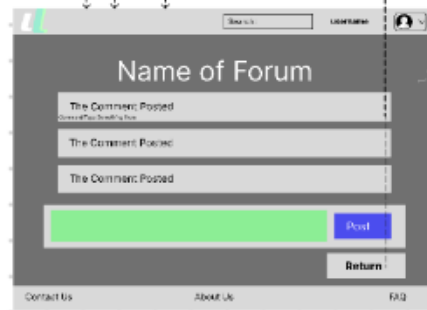 Search
username
Name of Forum
The Comment Posted
The Comment Posted
The Comment Posted
Post
Return
Contact Us About Us FAQ